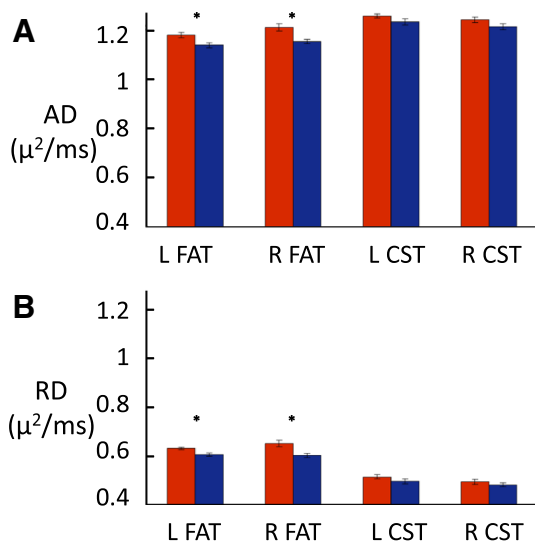 A
* *
1.2
1
AD
0.8
(µ²/ms)
0.6
0.4
L FAT R FAT L CST R CST
B
1.2
1
RD
0.8
* *
(µ²/ms)
0.6
0.4
L FAT R FAT L CST R CST